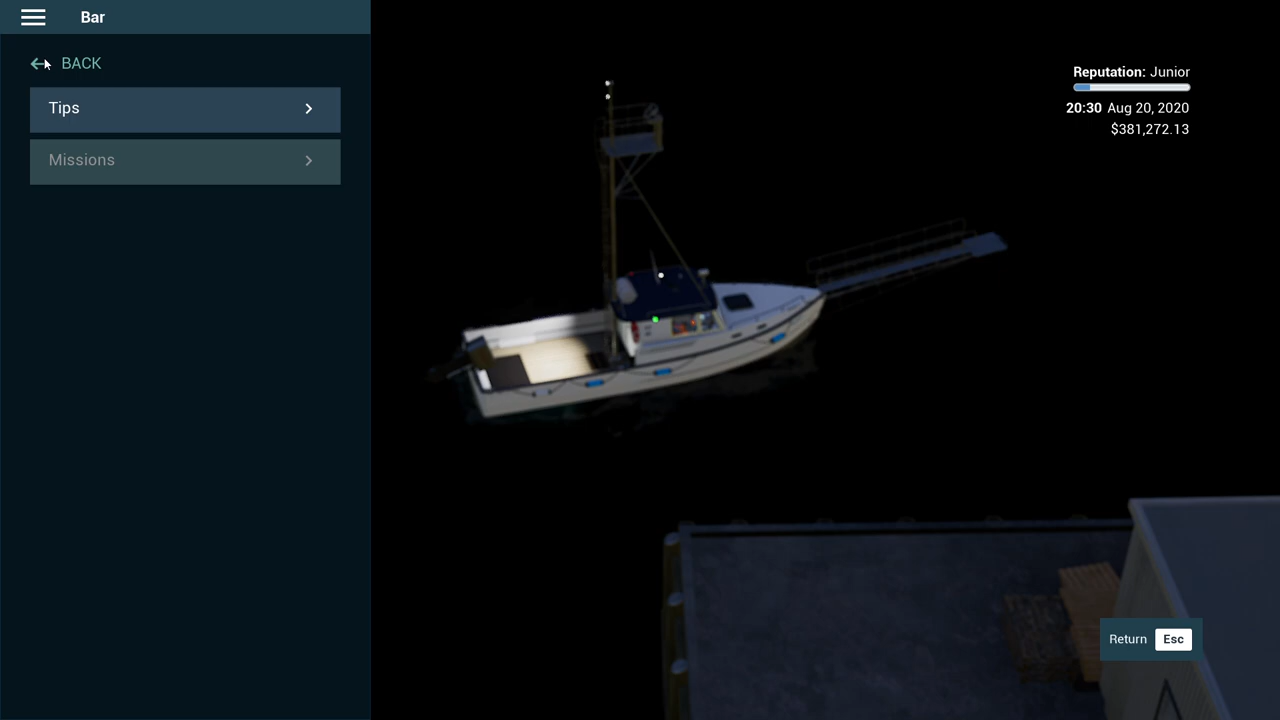 Bar
BACK
Tips
Missions
Reputation: Junior
20:30 Aug 20, 2020
$381,272.13
Return Esc